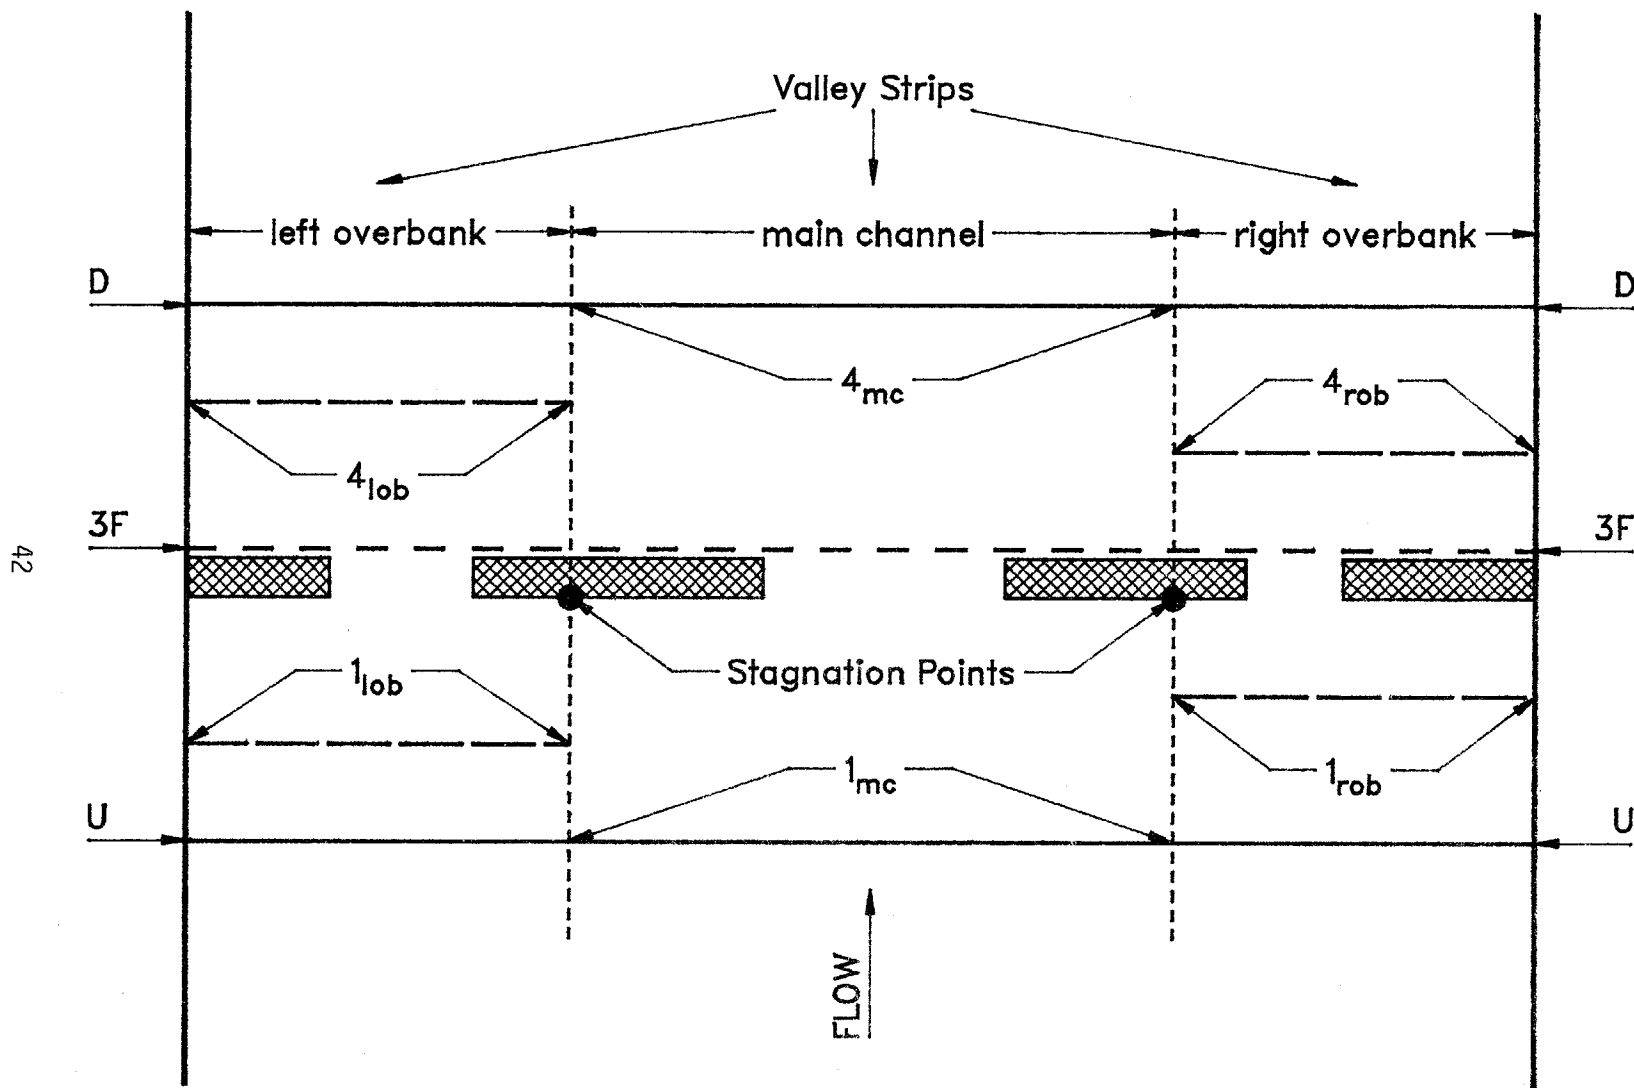 Valley Strips
left overbank main channel right overbank
D D
4mc 4rob
4lob
3F 3F
42
1lob Stagnation Points
1mc 1rob
U U
FLOW